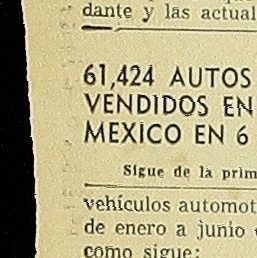 dante y las actual
61,424 AUTOS
VENDIDOS EN
MEXICO EN 6
Sigue de la prim
vehículos automot
de enero a junio
como sigue: